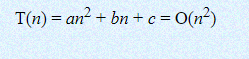 T(n) = an² + bn + c = O(n²)